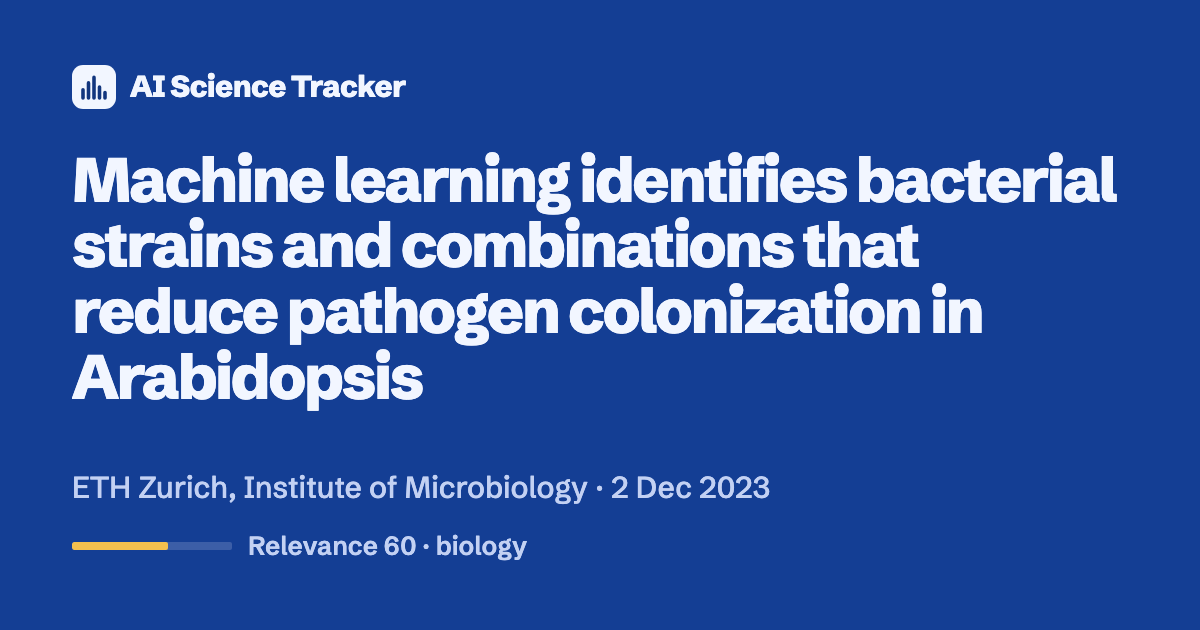 AI Science Tracker
Machine learning identifies bacterial
strains and combinations that
reduce pathogen colonization in
Arabidopsis
ETH Zurich, Institute of Microbiology · 2 Dec 2023
Relevance 60 · biology